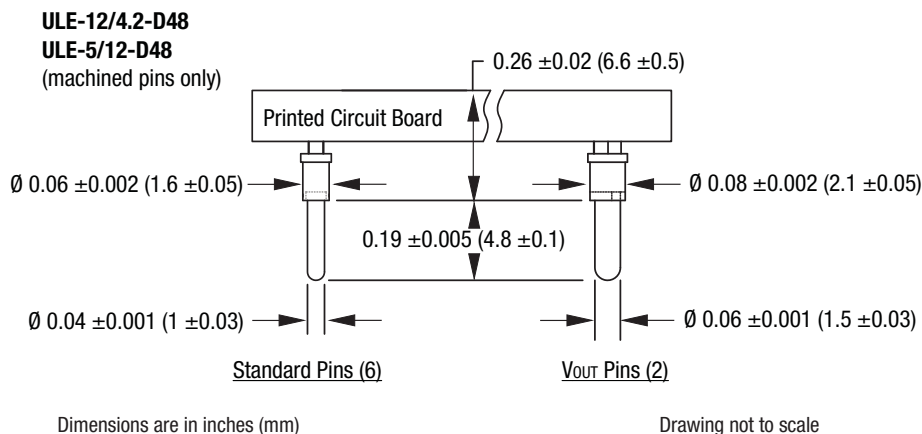 ULE-12/4.2-D48
ULE-5/12-D48
(machined pins only)
0.26 ±0.02 (6.6 ±0.5)
Printed Circuit Board
Ø 0.06 ±0.002 (1.6 ±0.05)
Ø 0.08 ±0.002 (2.1 ±0.05)
0.19 ±0.005 (4.8 ±0.1)
Ø 0.04 ±0.001 (1 ±0.03)
Ø 0.06 ±0.001 (1.5 ±0.03)
Standard Pins (6)
VOUT Pins (2)
Dimensions are in inches (mm)
Drawing not to scale